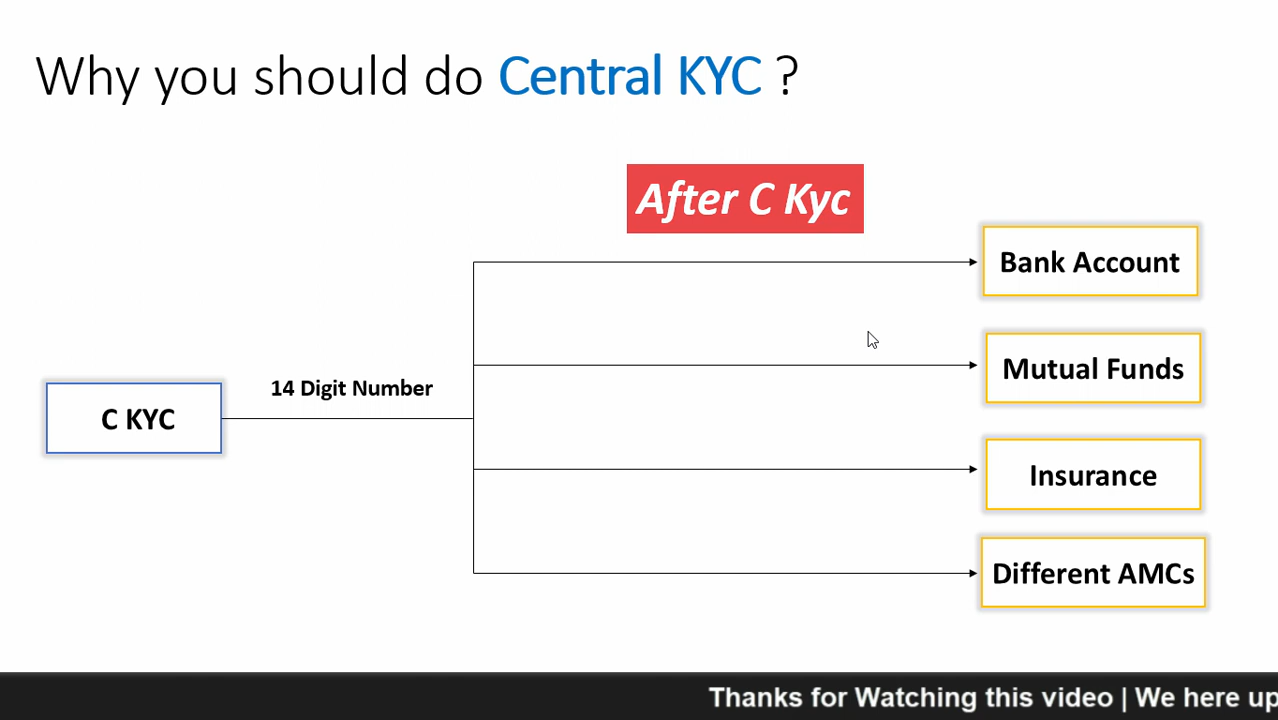 Why you should do Central KYC ?
After C Kyc
Bank Account
Mutual Funds
14 Digit Number
C KYC
Insurance
Different AMCs
Thanks for Watching this video | We here up